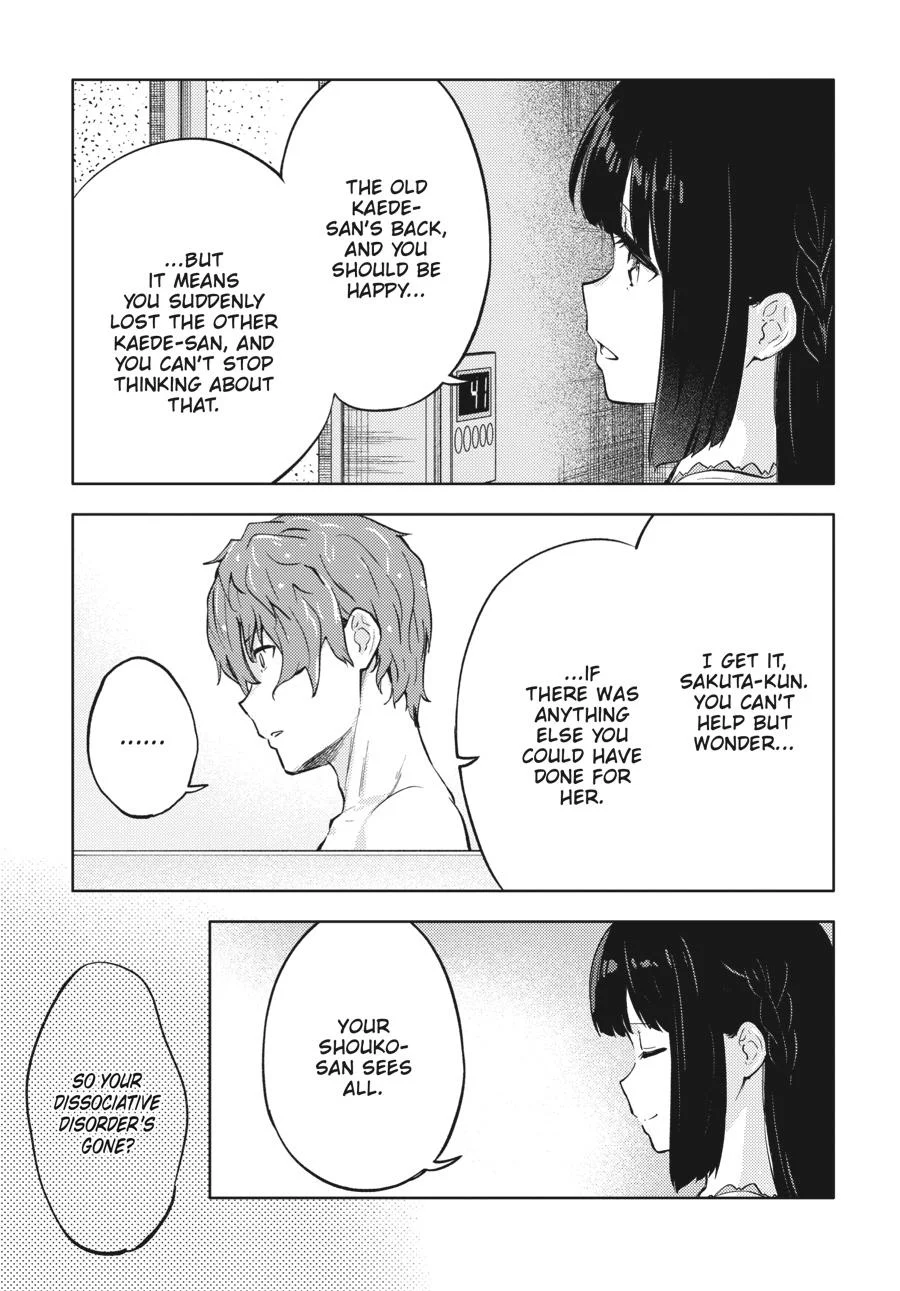 THE OLD
KAEDE-
SAN'S BACK,
AND YOU
SHOULD BE
HAPPY...
...BUT
IT MEANS
YOU SUDDENLY
LOST THE OTHER
KAEDE-SAN, AND
YOU CAN'T STOP
THINKING ABOUT
THAT.
41
I GET IT,
SAKUTA-KUN.
YOU CAN'T
HELP BUT
WONDER...
...IF
THERE WAS
ANYTHING
ELSE YOU
COULD HAVE
DONE FOR
HER.
......
YOUR
SHOUKO-
SAN SEES
ALL.
SO YOUR
DISSOCIATIVE
DISORDER'S
GONE?